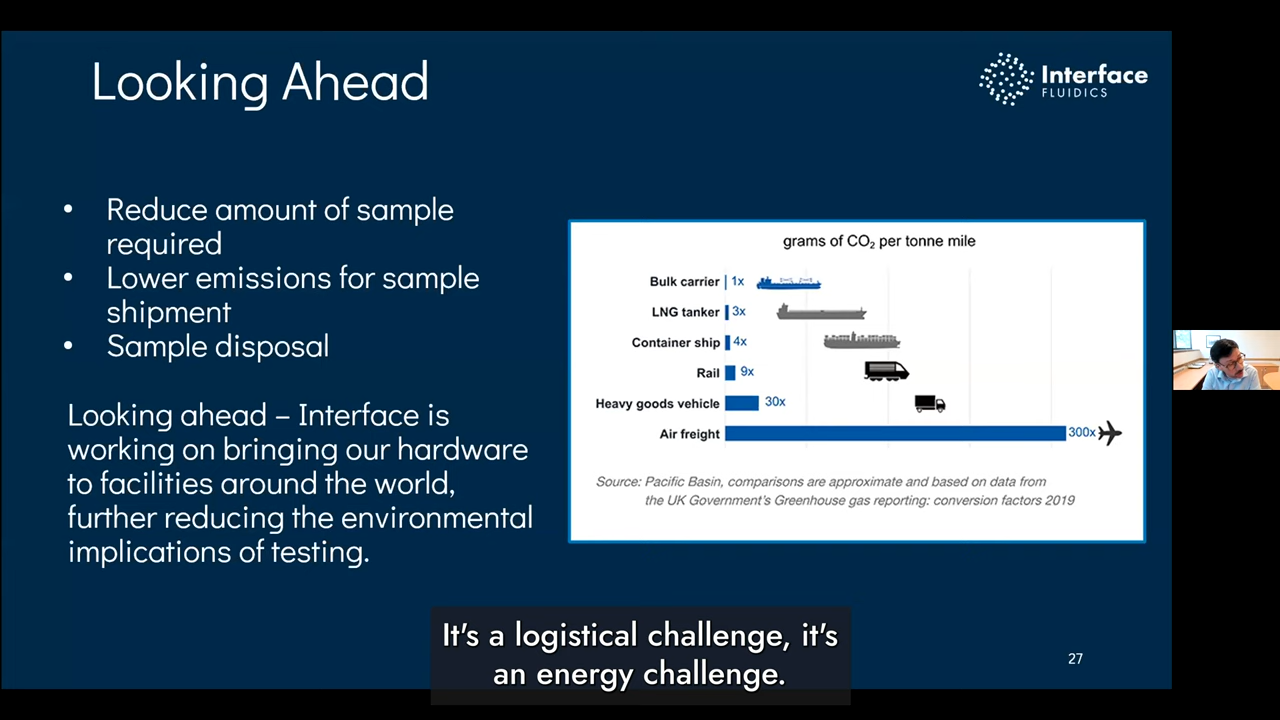 Looking Ahead
Interface
FLUIDICS
• Reduce amount of sample
required
• Lower emissions for sample
shipment
• Sample disposal
Looking ahead – Interface is
working on bringing our hardware
to facilities around the world,
further reducing the environmental
implications of testing.
grams of CO₂ per tonne mile
Bulk carrier 1x
LNG tanker 3x
Container ship 4x
Rail 9x
Heavy goods vehicle 30x
Air freight 300x
Source: Pacific Basin, comparisons are approximate and based on data from
the UK Government's Greenhouse gas reporting: conversion factors 2019
It's a logistical challenge, it's
an energy challenge.
27